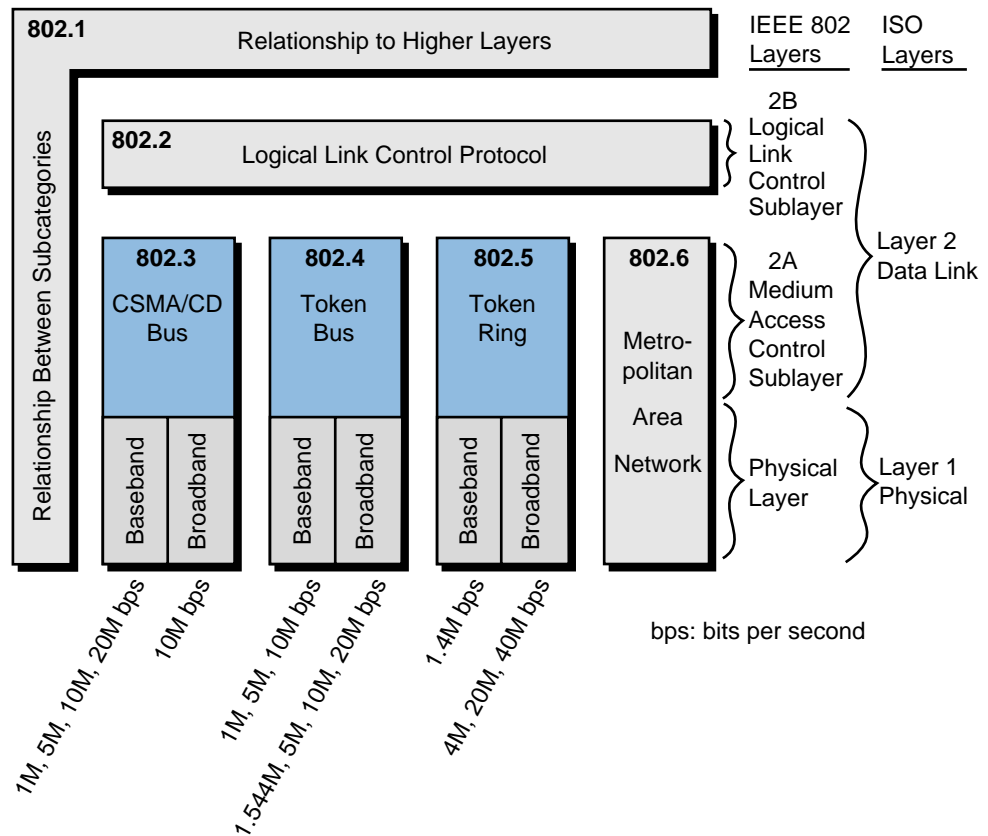 802.1
Relationship to Higher Layers
IEEE 802
Layers
ISO
Layers
Relationship Between Subcategories
802.2
Logical Link Control Protocol
2B
Logical
Link
Control
Sublayer
Layer 2
Data Link
802.3
CSMA/CD
Bus
802.4
Token
Bus
802.5
Token
Ring
802.6
Metro-
politan
Area
Network
2A
Medium
Access
Control
Sublayer
Baseband
Broadband
Baseband
Broadband
Baseband
Broadband
Physical
Layer
Layer 1
Physical
1M, 5M, 10M, 20M bps
10M bps
1M, 5M, 10M bps
1.544M, 5M, 10M, 20M bps
1.4M bps
4M, 20M, 40M bps
bps: bits per second